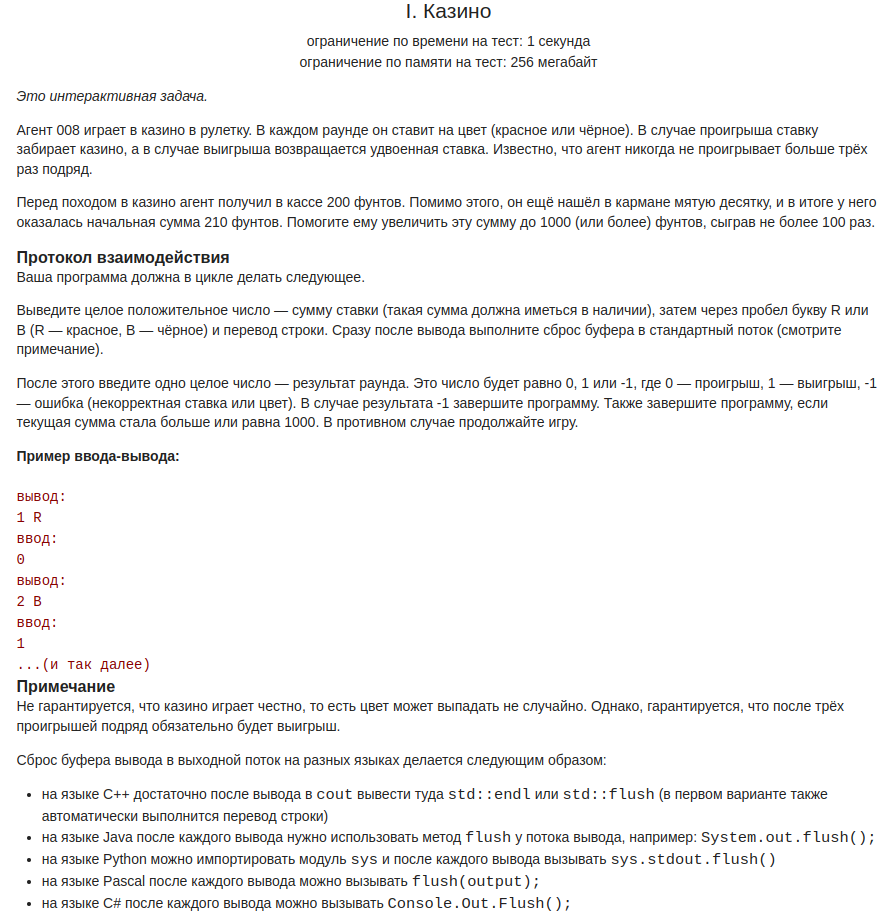 I. Казино
ограничение по времени на тест: 1 секунда
ограничение по памяти на тест: 256 мегабайт
Это интерактивная задача.
Агент 008 играет в казино в рулетку. В каждом раунде он ставит на цвет (красное или чёрное). В случае проигрыша ставку
забирает казино, а в случае выигрыша возвращается удвоенная ставка. Известно, что агент никогда не проигрывает больше трёх
раз подряд.
Перед походом в казино агент получил в кассе 200 фунтов. Помимо этого, он ещё нашёл в кармане мятую десятку, и в итоге у него
оказалась начальная сумма 210 фунтов. Помогите ему увеличить эту сумму до 1000 (или более) фунтов, сыграв не более 100 раз.
Протокол взаимодействия
Ваша программа должна в цикле делать следующее.
Выведите целое положительное число — сумму ставки (такая сумма должна иметься в наличии), затем через пробел букву R или
B (R — красное, B — чёрное) и перевод строки. Сразу после вывода выполните сброс буфера в стандартный поток (смотрите
примечание).
После этого введите одно целое число — результат раунда. Это число будет равно 0, 1 или -1, где 0 — проигрыш, 1 — выигрыш, -1
— ошибка (некорректная ставка или цвет). В случае результата -1 завершите программу. Также завершите программу, если
текущая сумма стала больше или равна 1000. В противном случае продолжайте игру.
Пример ввода-вывода:
вывод:
1 R
ввод:
0
вывод:
2 B
ввод:
1
...(и так далее)
Примечание
Не гарантируется, что казино играет честно, то есть цвет может выпадать не случайно. Однако, гарантируется, что после трёх
проигрышей подряд обязательно будет выигрыш.
Сброс буфера вывода в выходной поток на разных языках делается следующим образом:
• на языке C++ достаточно после вывода в cout вывести туда std::endl или std::flush (в первом варианте также
автоматически выполнится перевод строки)
• на языке Java после каждого вывода нужно использовать метод flush у потока вывода, например: System.out.flush();
• на языке Python можно импортировать модуль sys и после каждого вывода вызывать sys.stdout.flush()
• на языке Pascal после каждого вывода можно вызывать flush(output);
• на языке C# после каждого вывода можно вызывать Console.Out.Flush();